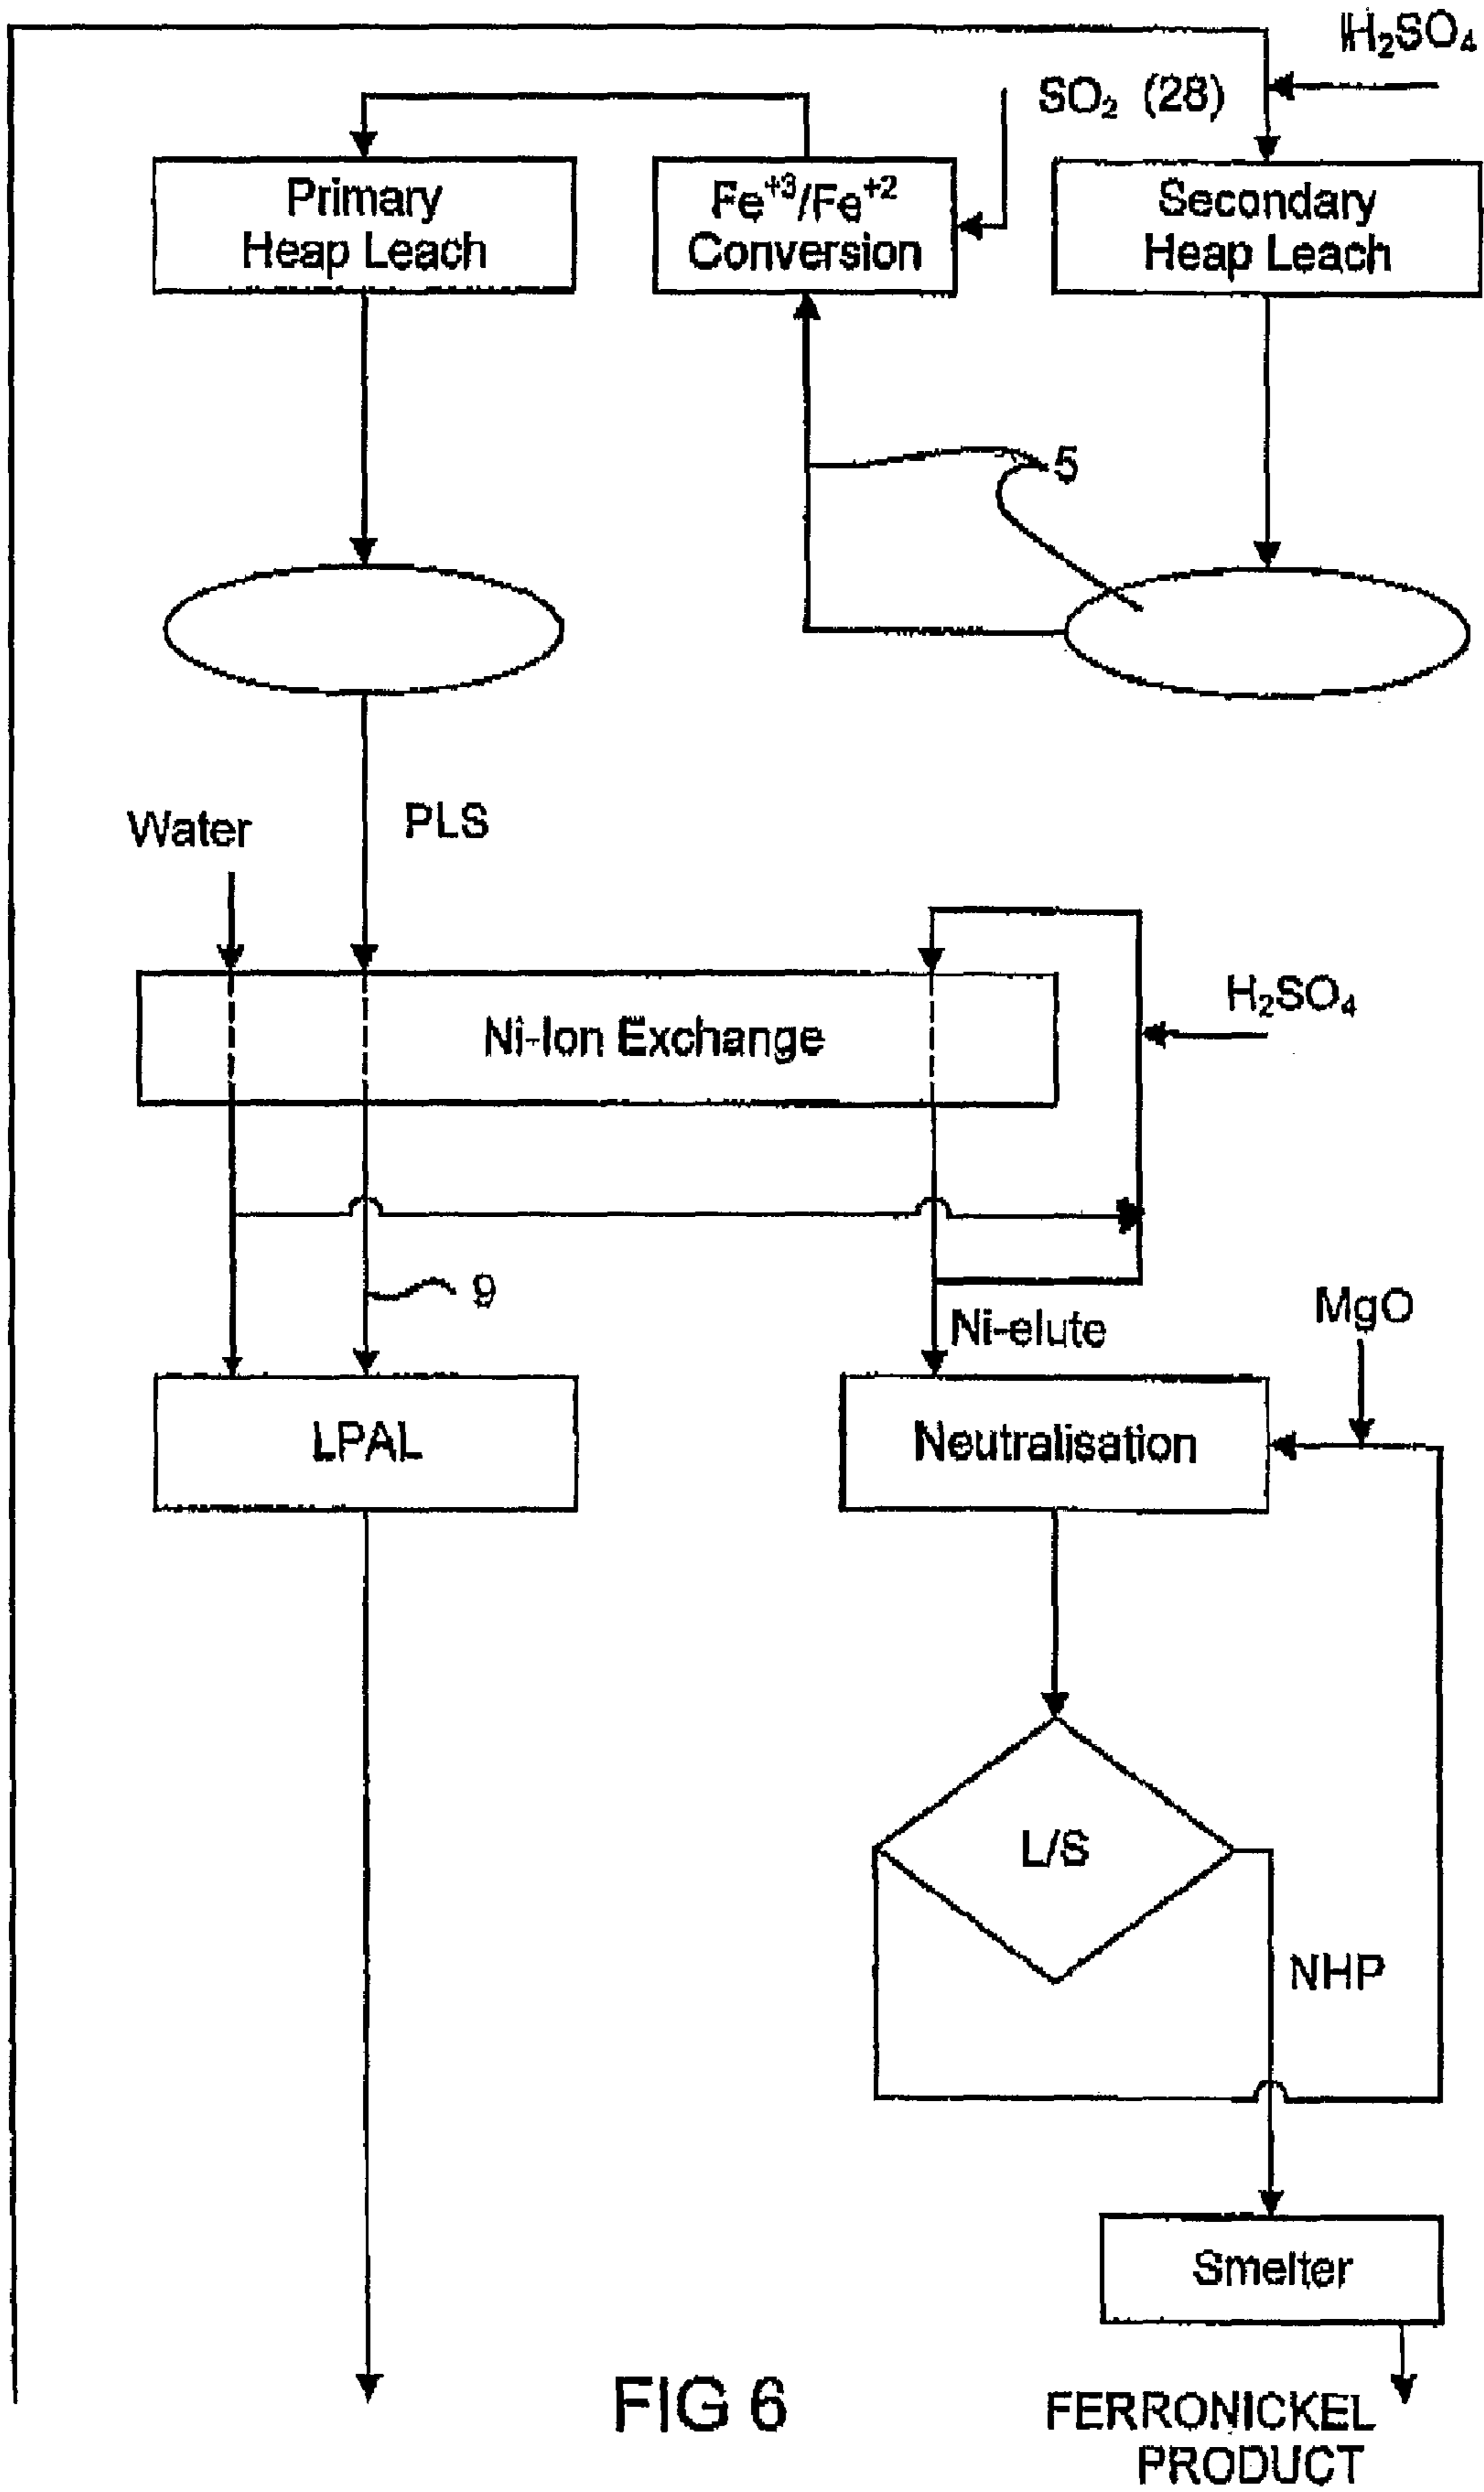 H₂SO₄
SO₂ (28)
Primary
Heap Leach
Fe⁺³/Fe⁺²
Conversion
Secondary
Heap Leach
5
Water
PLS
Ni-Ion Exchange
H₂SO₄
9
Ni-elute
MgO
LPAL
Neutralisation
L/S
NHP
Smelter
FIG 6
FERRONICKEL
PRODUCT